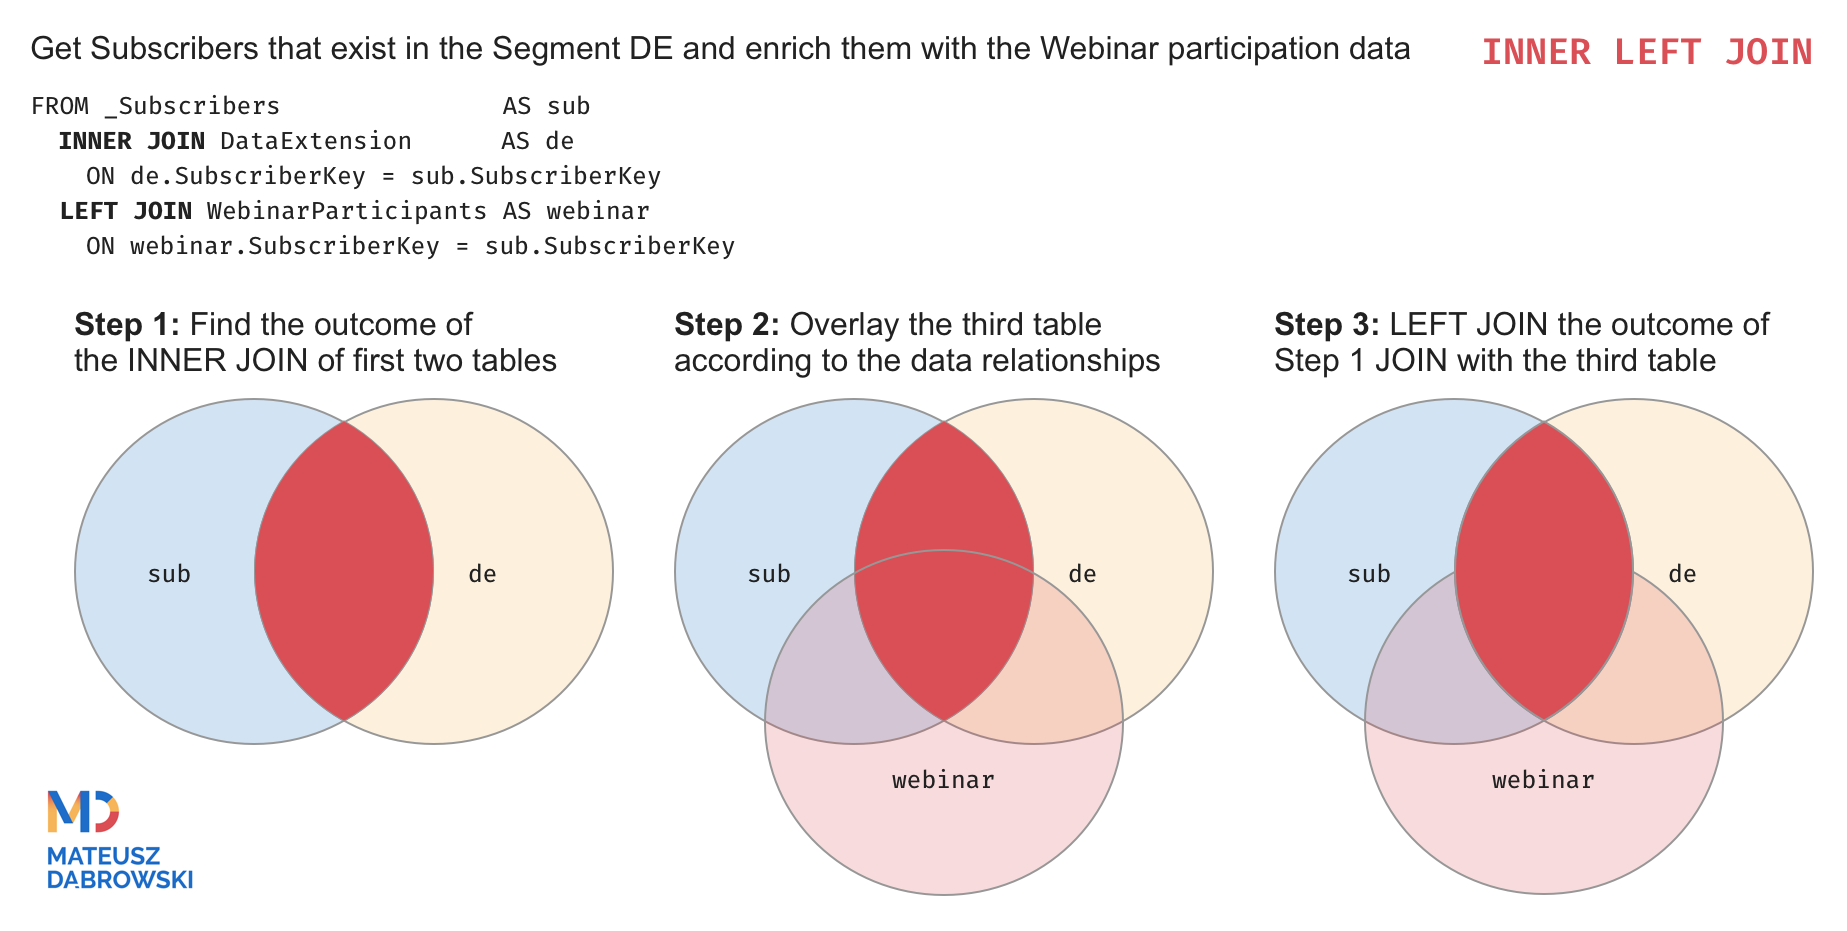 Get Subscribers that exist in the Segment DE and enrich them with the Webinar participation data
INNER LEFT JOIN
FROM _Subscribers AS sub
INNER JOIN DataExtension AS de
ON de.SubscriberKey = sub.SubscriberKey
LEFT JOIN WebinarParticipants AS webinar
ON webinar.SubscriberKey = sub.SubscriberKey
Step 1: Find the outcome of
the INNER JOIN of first two tables
sub
de
Step 2: Overlay the third table
according to the data relationships
sub
de
webinar
Step 3: LEFT JOIN the outcome of
Step 1 JOIN with the third table
sub
de
webinar
MD
MATEUSZ
DĄBROWSKI